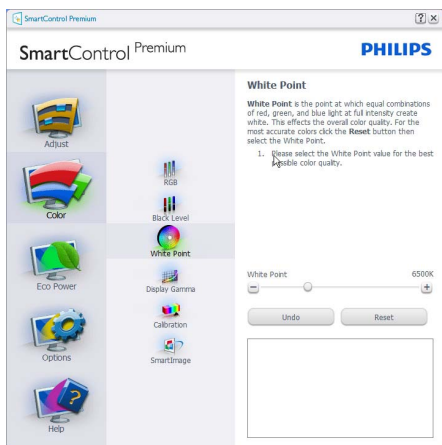 SmartControl Premium
SmartControl Premium
PHILIPS
Adjust
Color
Eco Power
Options
Help
RGB
Black Level
White Point
Display Gamma
Calibration
SmartImage
White Point
White Point is the point at which equal combinations
of red, green, and blue light at full intensity create
white. This effects the overall color quality. For the
most accurate colors click the Reset button then
select the White Point.
1. Please select the White Point value for the best
possible color quality.
White Point 6500K
Undo Reset